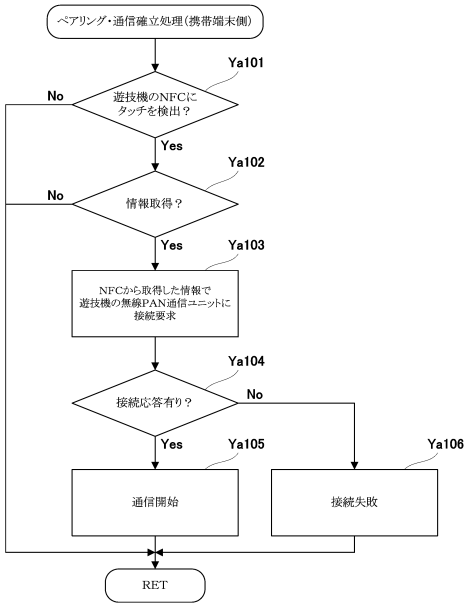 ペアリング・通信確立処理(携帯端末側)
Ya101
遊技機のNFCに
タッチを検出？
No
Yes
Ya102
情報取得？
No
Yes
Ya103
NFCから取得した情報で
遊技機の無線PAN通信ユニットに
接続要求
Ya104
接続応答有り？
No
Yes
Ya105
通信開始
Ya106
接続失敗
RET